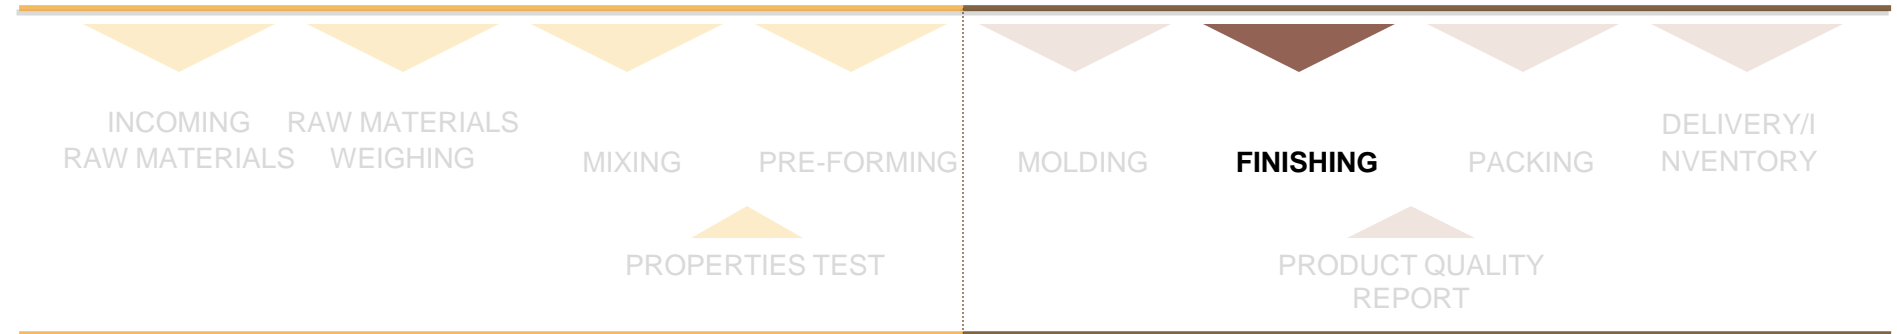 INCOMING
RAW MATERIALS
RAW MATERIALS
WEIGHING
MIXING
PRE-FORMING
MOLDING
FINISHING
PACKING
DELIVERY/I
NVENTORY
PROPERTIES TEST
PRODUCT QUALITY
REPORT